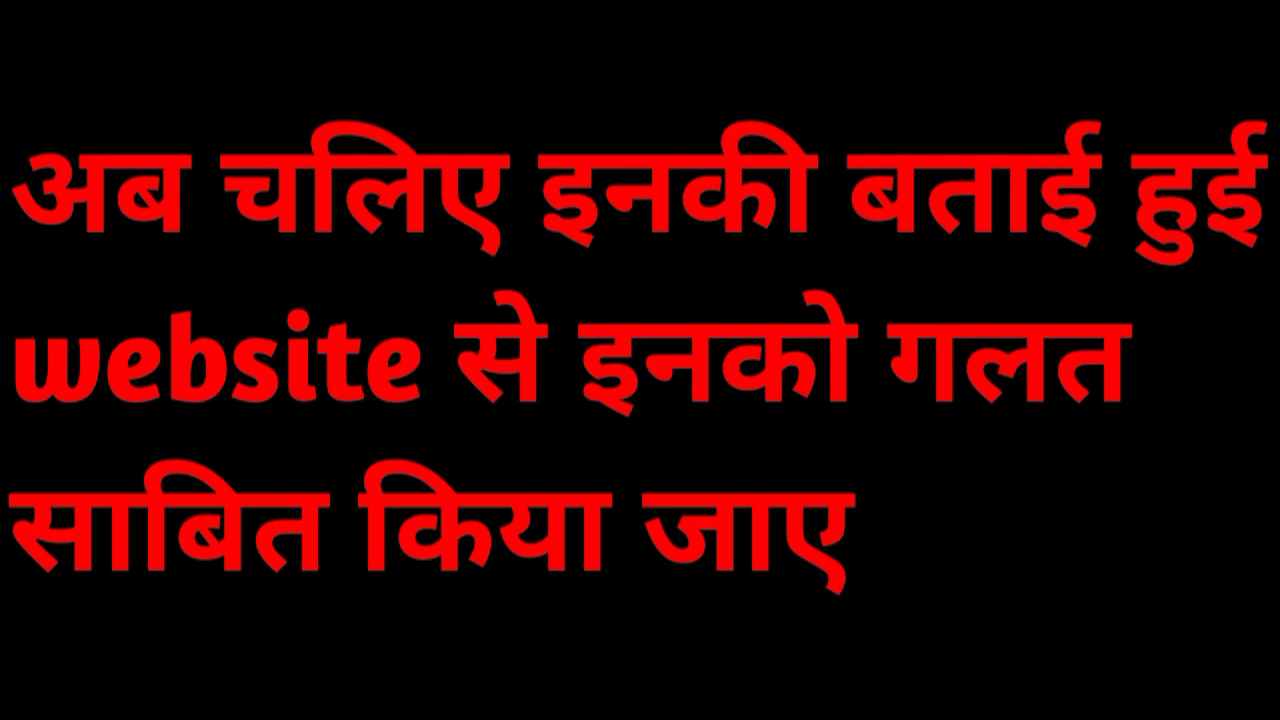 अब चलिए इनकी बताई हुई
website से इनको गलत
साबित किया जाए